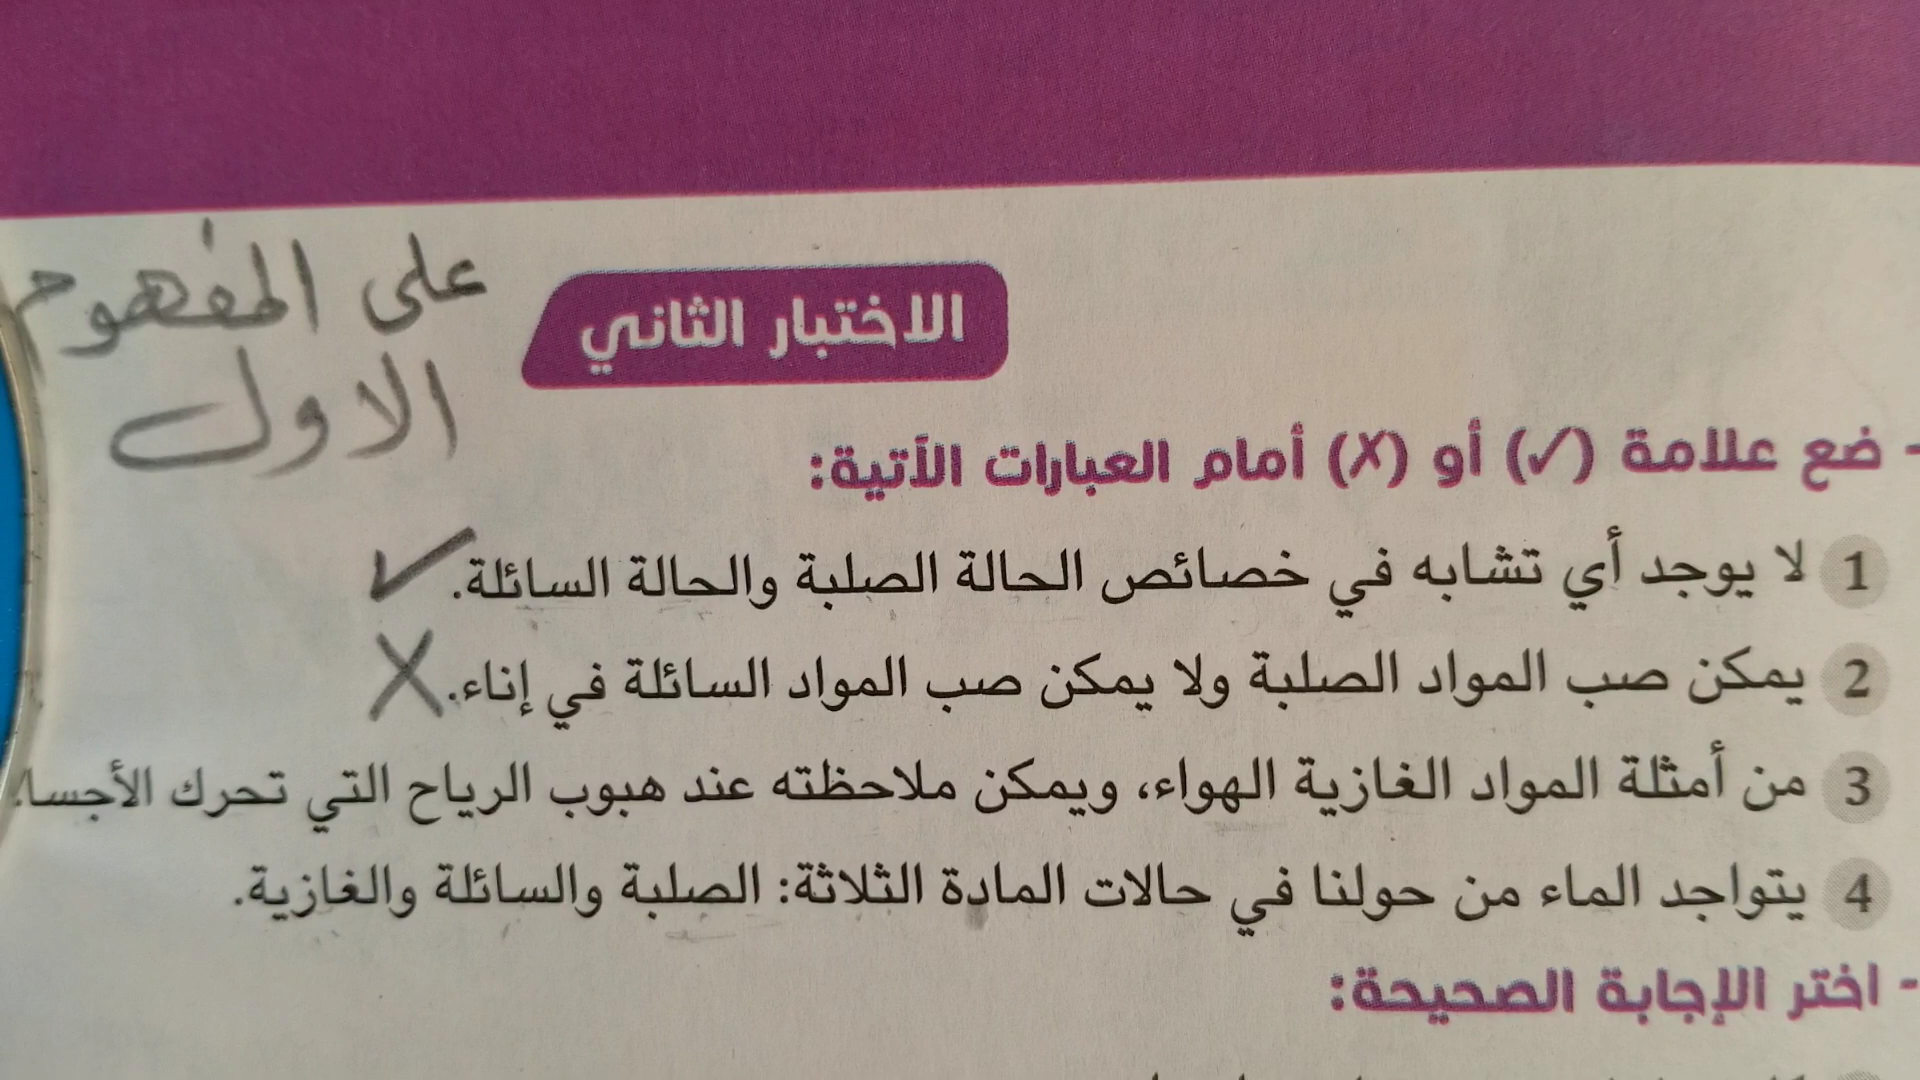 على المفهوم
الاول
الاختبار الثاني
- ضع علامة (✓) أو (✗) أمام العبارات الآتية:
1 لا يوجد أي تشابه في خصائص الحالة الصلبة والحالة السائلة. ✓
2 يمكن صب المواد الصلبة ولا يمكن صب المواد السائلة في إناء. X
3 من أمثلة المواد الغازية الهواء، ويمكن ملاحظته عند هبوب الرياح التي تحرك
4 يتواجد الماء من حولنا في حالات المادة الثلاثة: الصلبة والسائلة والغازية.
- اختر الإجابة الصحيحة: